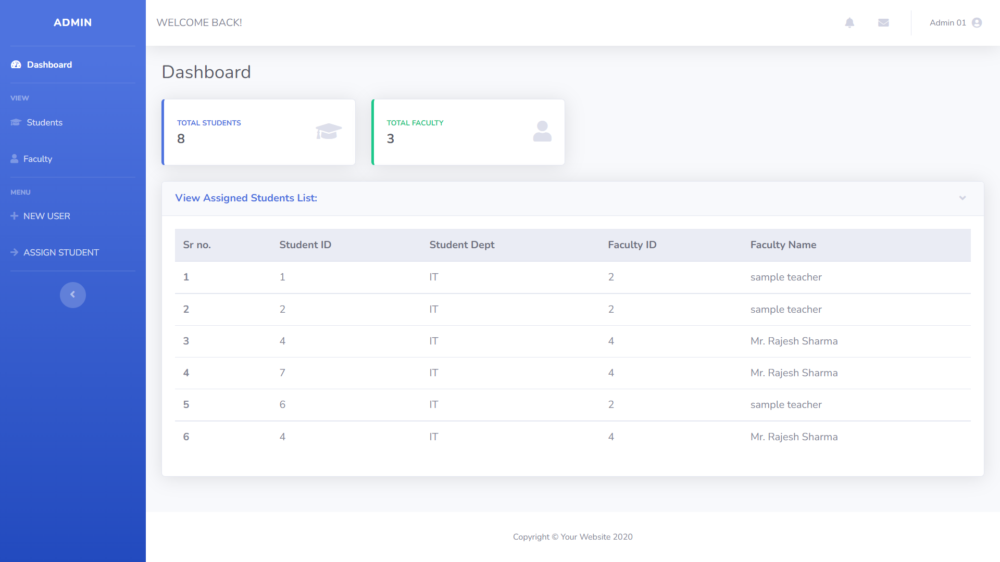 ADMIN
WELCOME BACK!
Admin 01
Dashboard
VIEW
Students
Faculty
MENU
NEW USER
ASSIGN STUDENT
Dashboard
TOTAL STUDENTS
8
TOTAL FACULTY
3
View Assigned Students List:
Sr no. Student ID Student Dept Faculty ID Faculty Name
1 1 IT 2 sample teacher
2 2 IT 2 sample teacher
3 4 IT 4 Mr. Rajesh Sharma
4 7 IT 4 Mr. Rajesh Sharma
5 6 IT 2 sample teacher
6 4 IT 4 Mr. Rajesh Sharma
Copyright © Your Website 2020